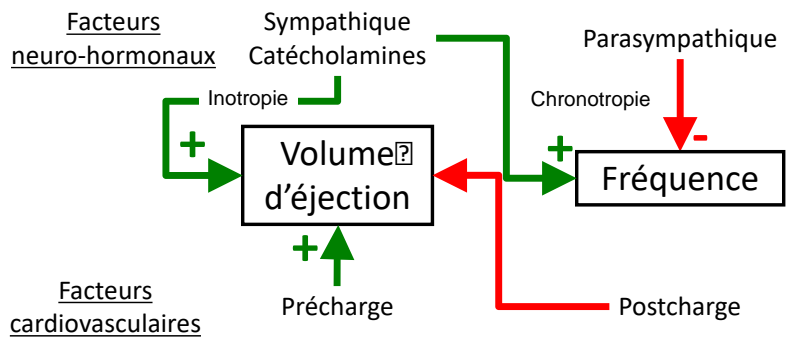 Facteurs
neuro-hormonaux
Sympathique
Catécholamines
Parasympathique
Inotropie
Chronotropie
+
+
-
Volume⍰
d'éjection
Fréquence
+
Facteurs
cardiovasculaires
Précharge
Postcharge